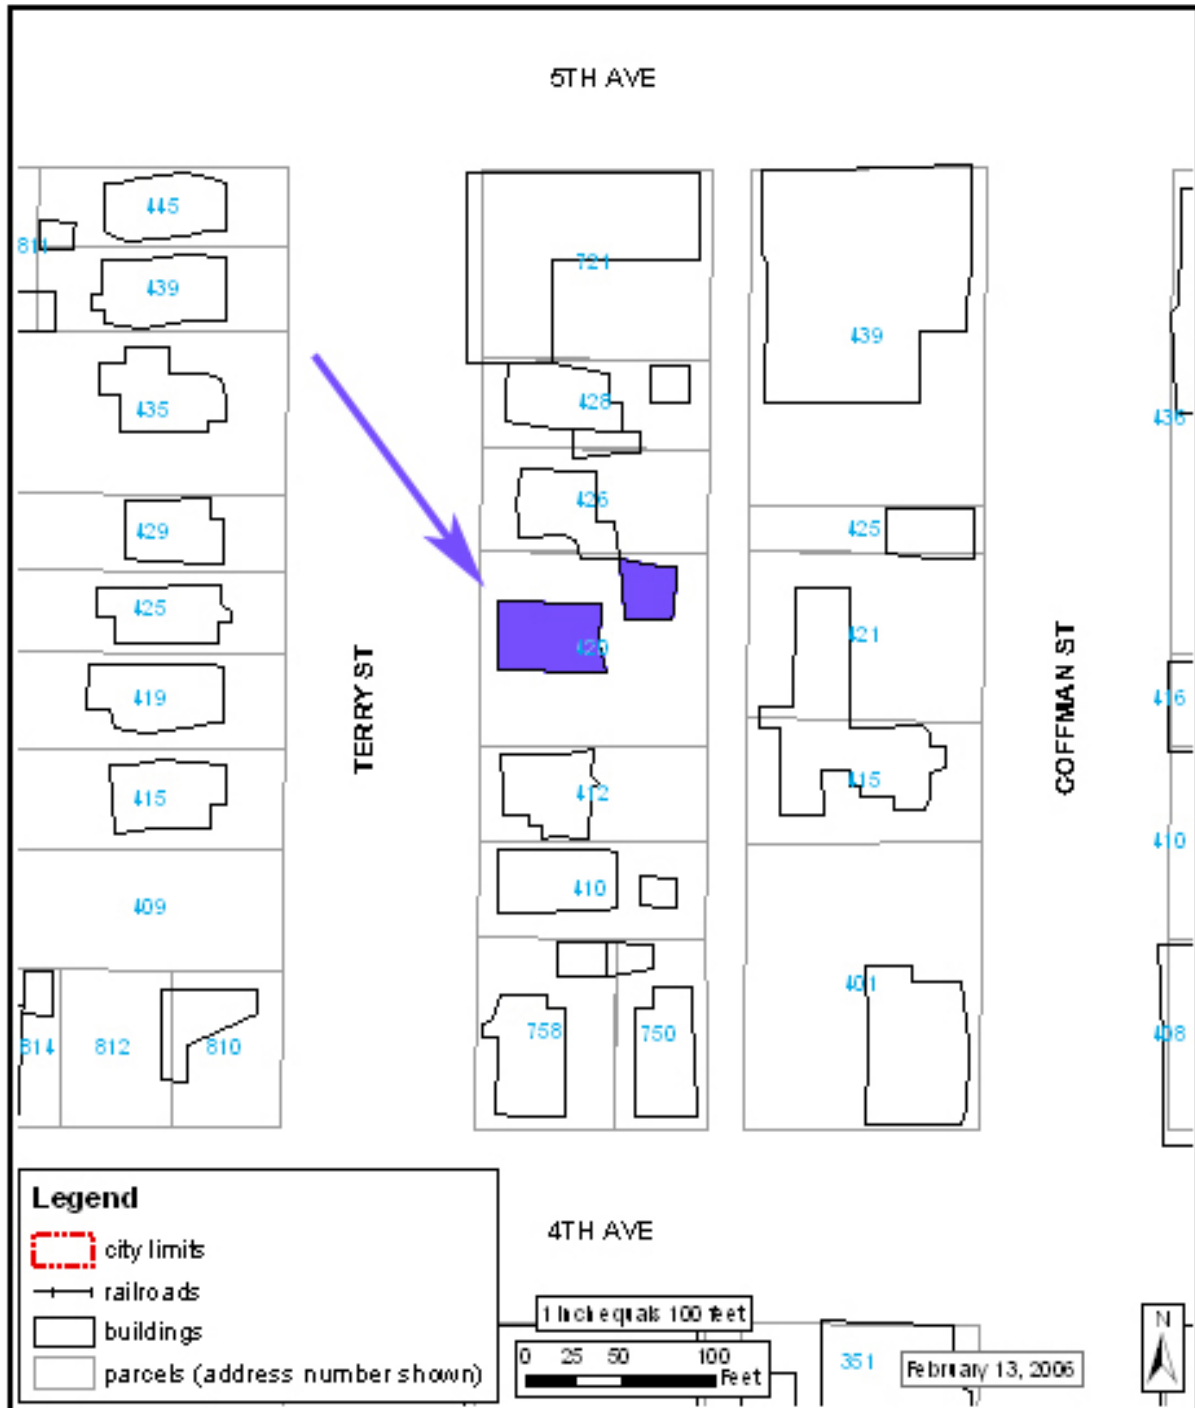 5TH AVE
445
811
439
721
439
435
428
436
426
429
425
425
421
420
TERRY ST
COFFMAN ST
419
416
415
412
415
410
410
409
401
814
812
810
758
750
408
Legend
city limits
railroads
buildings
parcels (address number shown)
4TH AVE
1 Inch equals 100 feet
0 25 50 100
Feet
351
February 13, 2006
N